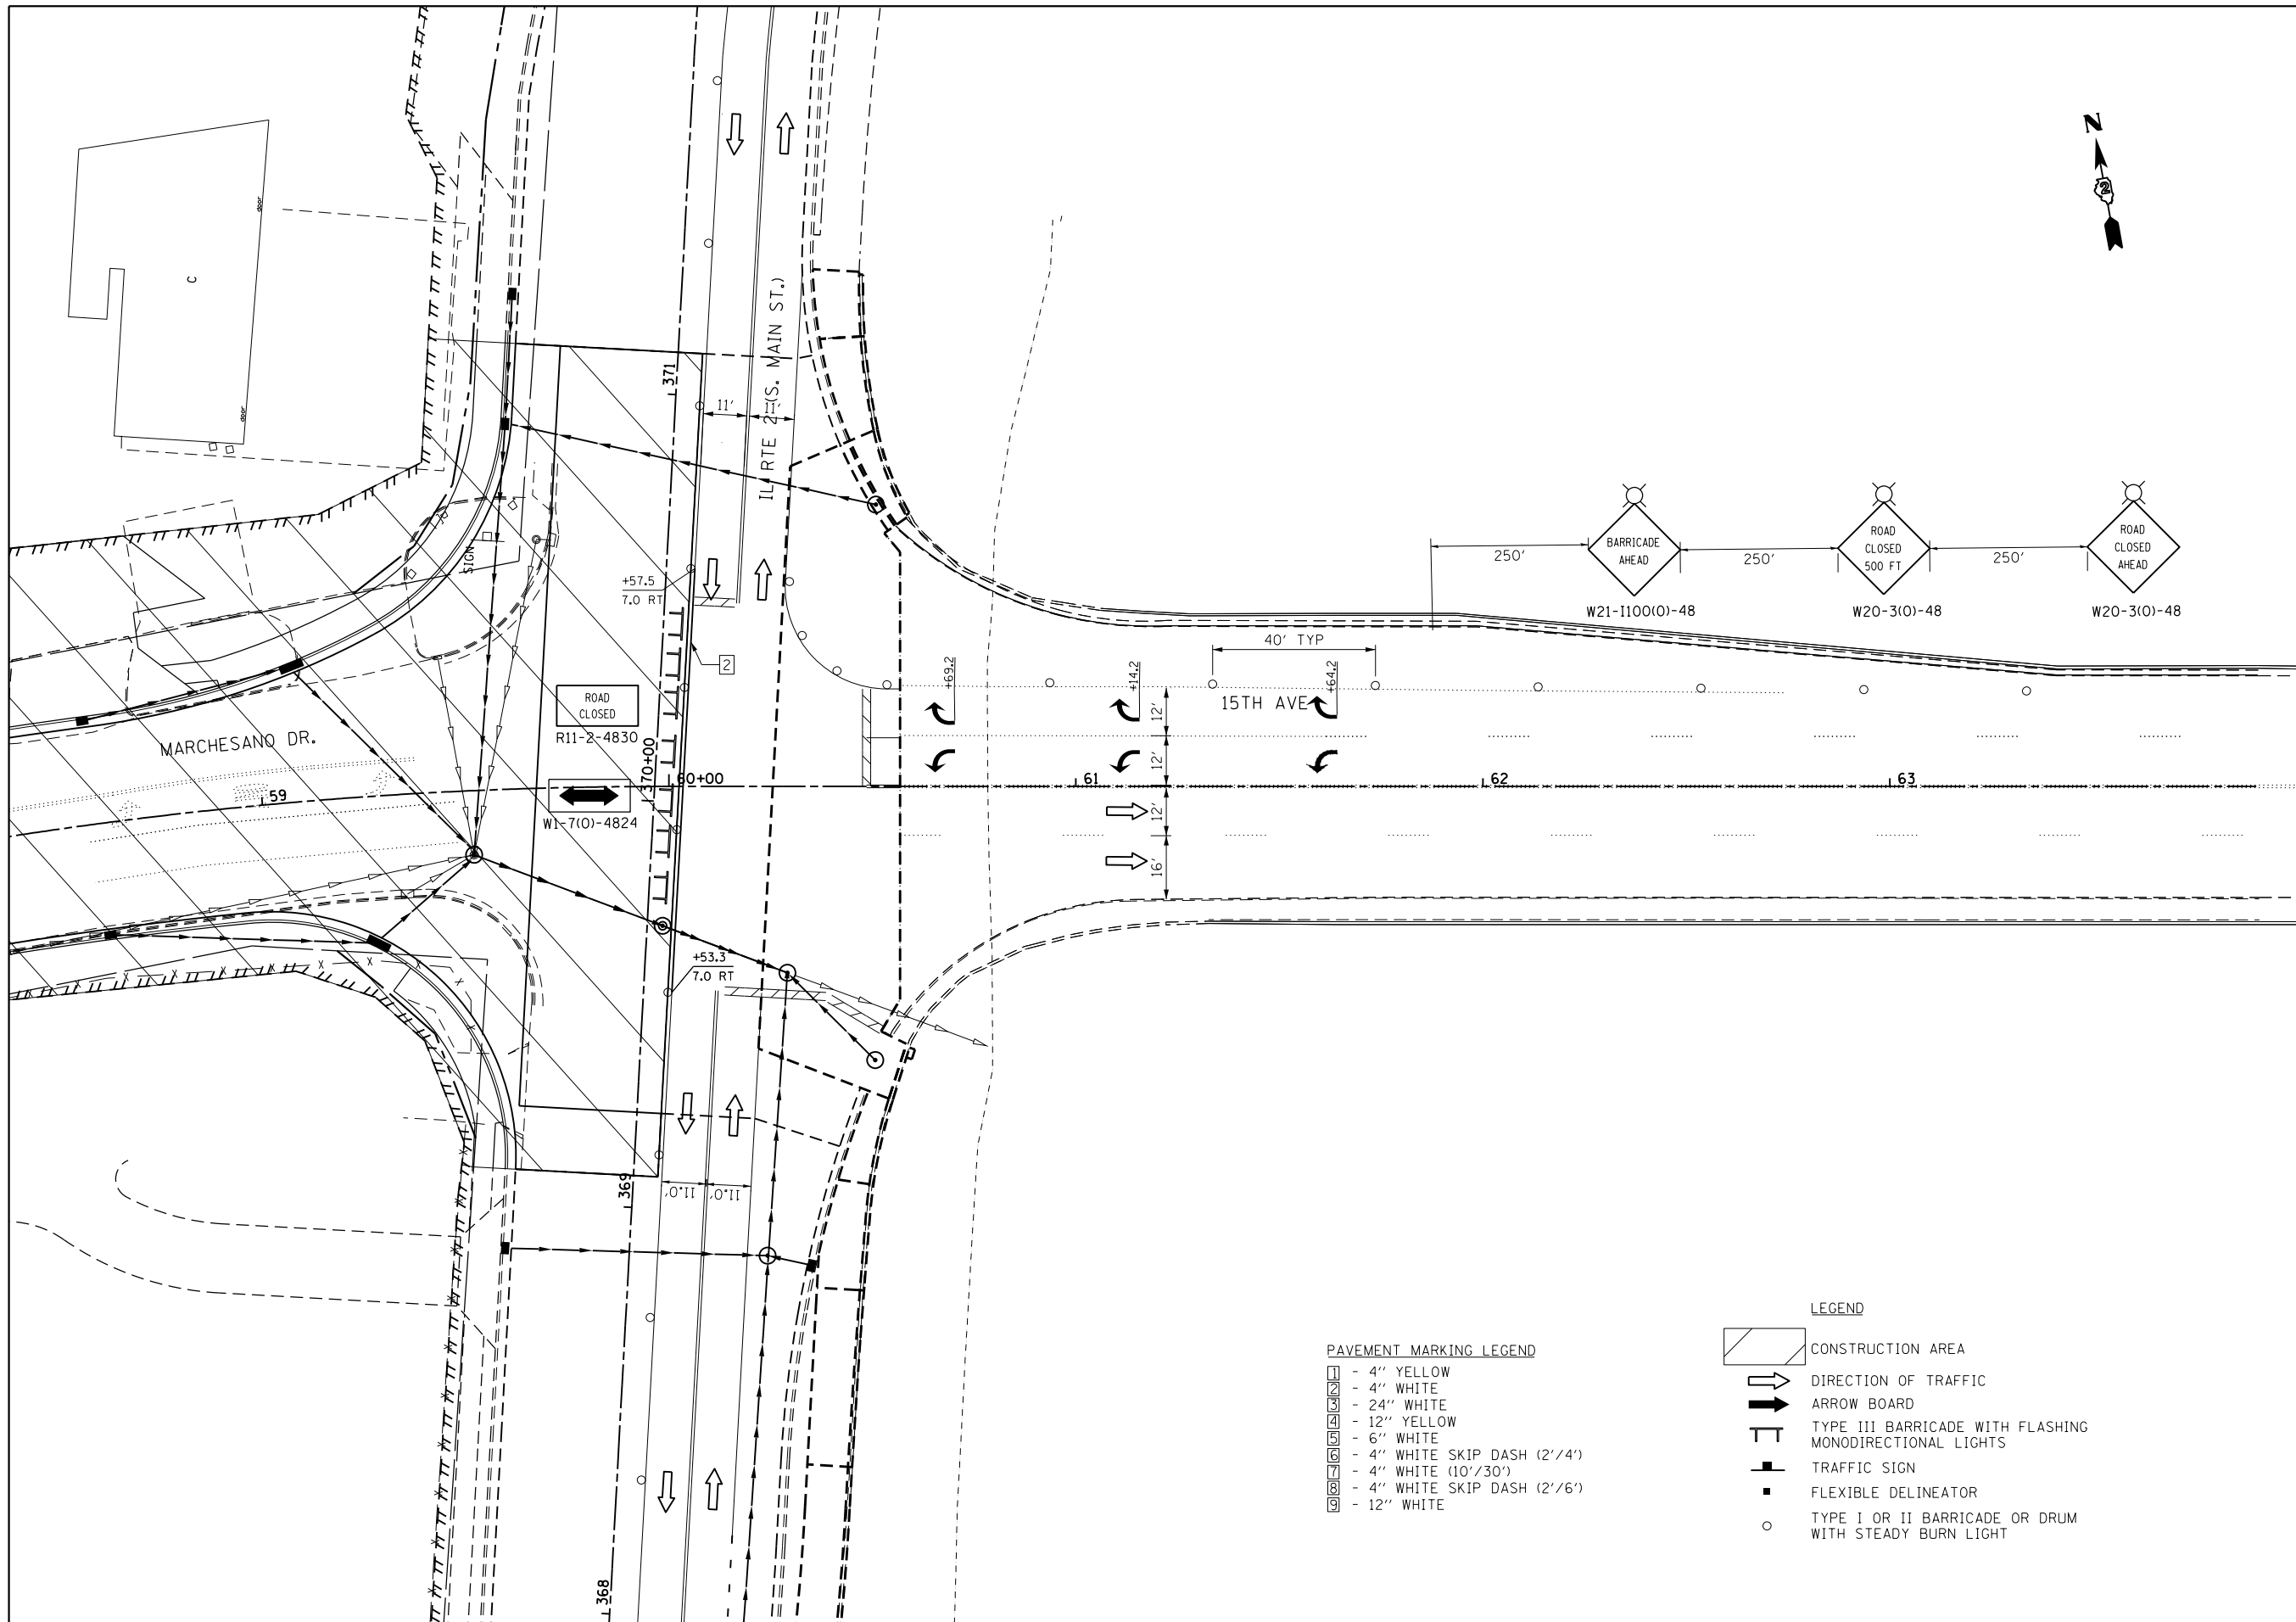 N
2
door
C
door
371
11'
11'
IL RTE 2 (S. MAIN ST.)
SIGN
+57.5
7.0 RT
2
ROAD
CLOSED
R11-2-4830
MARCHESANO DR.
59
W1-7(O)-4824
370+00
60+00
+53.3
7.0 RT
369
11.0'
11.0'
368
+69.2
+14.2
+64.2
40' TYP
15TH AVE
12'
12'
12'
16'
61
62
63
250'
BARRICADE
AHEAD
W21-I100(O)-48
250'
ROAD
CLOSED
500 FT
W20-3(O)-48
250'
ROAD
CLOSED
AHEAD
W20-3(O)-48
PAVEMENT MARKING LEGEND
1 - 4'' YELLOW
2 - 4'' WHITE
3 - 24'' WHITE
4 - 12'' YELLOW
5 - 6'' WHITE
6 - 4'' WHITE SKIP DASH (2'/4')
7 - 4'' WHITE (10'/30')
8 - 4'' WHITE SKIP DASH (2'/6')
9 - 12'' WHITE
LEGEND
CONSTRUCTION AREA
DIRECTION OF TRAFFIC
ARROW BOARD
TYPE III BARRICADE WITH FLASHING
MONODIRECTIONAL LIGHTS
TRAFFIC SIGN
FLEXIBLE DELINEATOR
TYPE I OR II BARRICADE OR DRUM
WITH STEADY BURN LIGHT